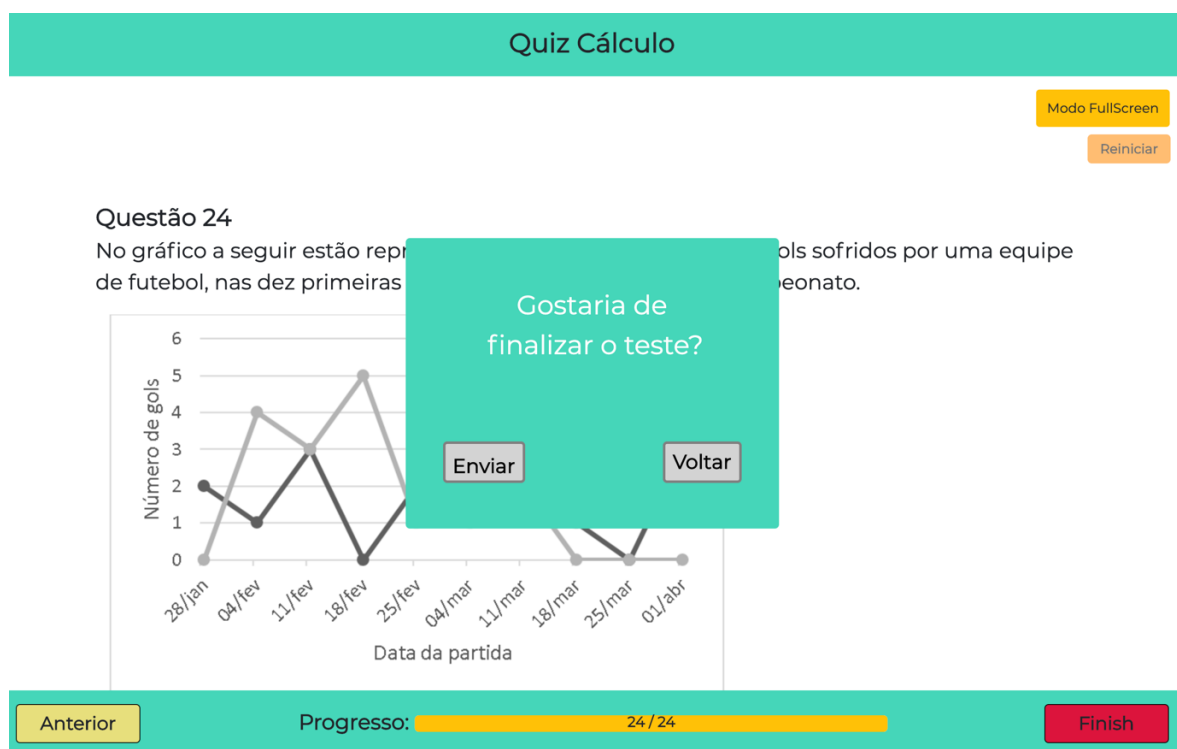 Quiz Cálculo
Modo FullScreen
Reiniciar
Questão 24
No gráfico a seguir estão repr ols sofridos por uma equipe
de futebol, nas dez primeiras eonato.
Gostaria de
finalizar o teste?
Enviar
Voltar
6
5
4
3
2
1
0
Número de gols
28/jan
04/fev
11/fev
18/fev
25/fev
04/mar
11/mar
18/mar
25/mar
01/abr
Data da partida
Anterior
Progresso:
24 / 24
Finish